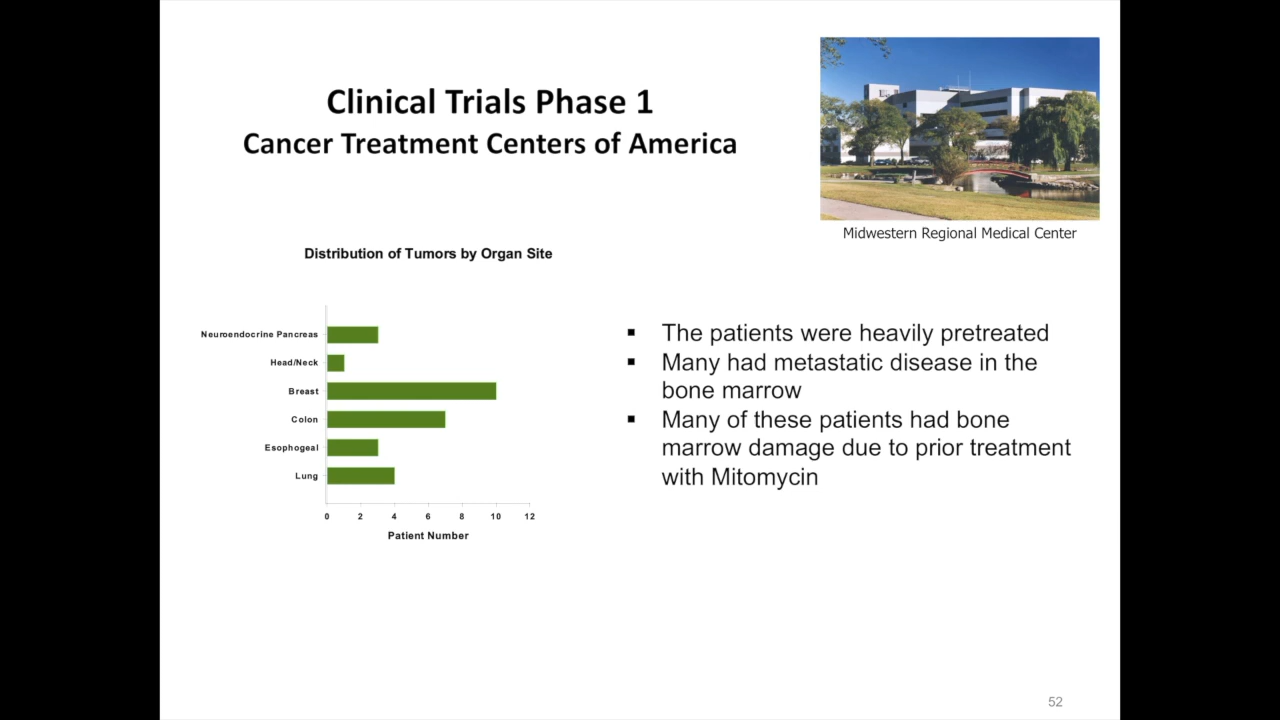 Clinical Trials Phase 1
Cancer Treatment Centers of America
Midwestern Regional Medical Center
Distribution of Tumors by Organ Site
Neuroendocrine Pancreas
Head/Neck
Breast
Colon
Esophogeal
Lung
0 2 4 6 8 10 12
Patient Number
▪ The patients were heavily pretreated
▪ Many had metastatic disease in the
bone marrow
▪ Many of these patients had bone
marrow damage due to prior treatment
with Mitomycin
52